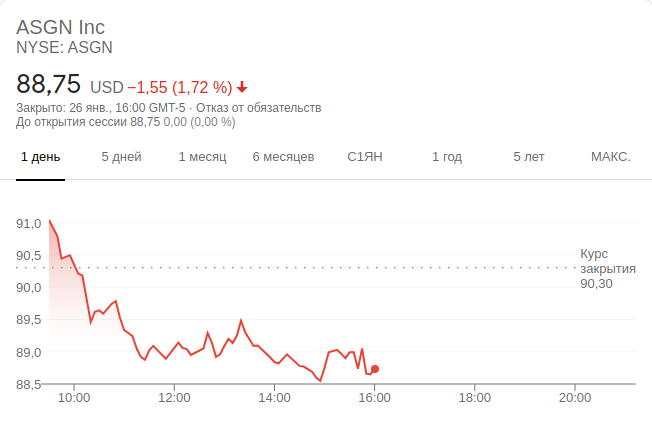 ASGN Inc
NYSE: ASGN
88,75 USD −1,55 (1,72 %)
Закрыто: 26 янв., 16:00 GMT-5 · Отказ от обязательств
До открытия сессии 88,75 0,00 (0,00 %)
1 день 5 дней 1 месяц 6 месяцев С1ЯН 1 год 5 лет МАКС.
91,0
90,5
90,0
89,5
89,0
88,5
Курс
закрытия
90,30
10:00 12:00 14:00 16:00 18:00 20:00